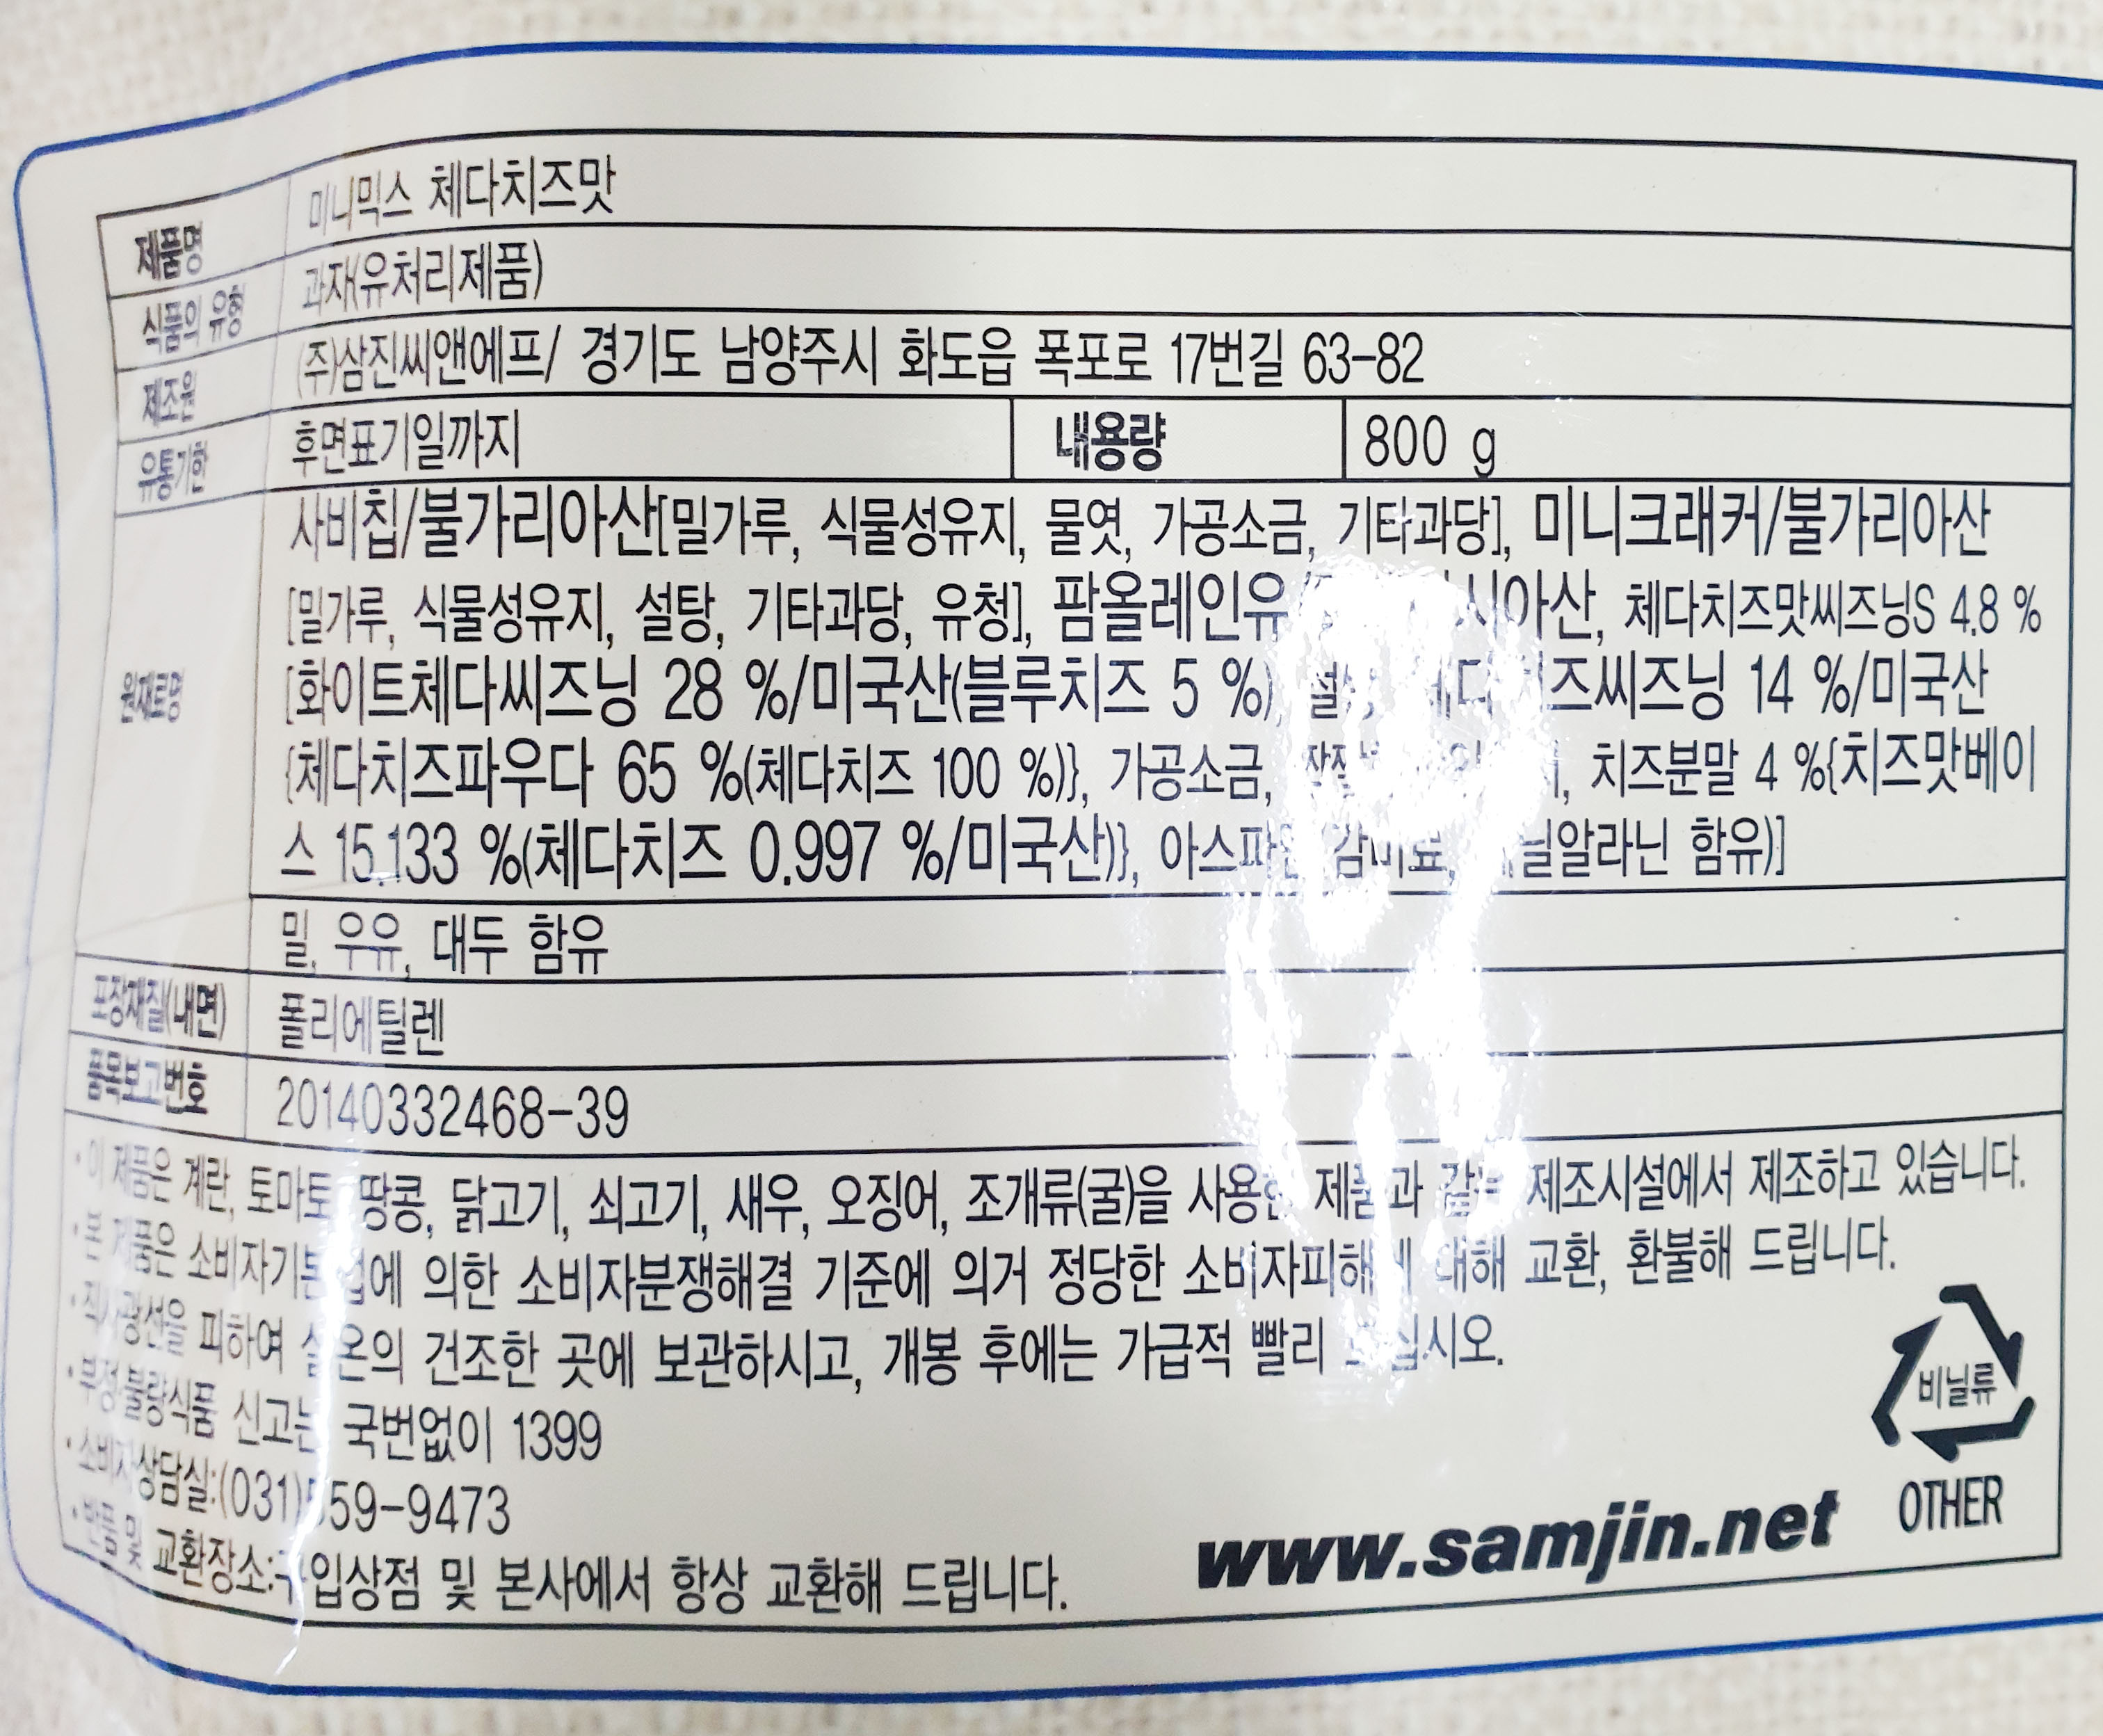 제품명 미니믹스 체다치즈맛
식품의 유형 과자(유처리제품)
제조원 (주)삼진씨앤에프/ 경기도 남양주시 화도읍 폭포로 17번길 63-82
유통기한 후면표기일까지 내용량 800 g
원재료명
사비칩/불가리아산[밀가루, 식물성유지, 물엿, 가공소금, 기타과당], 미니크래커/불가리아산
[밀가루, 식물성유지, 설탕, 기타과당, 유청], 팜올레인유/ 체다치즈맛씨즈닝S 4.8 %
[화이트체다씨즈닝 28 %/미국산(블루치즈 5 %), 14 %/미국산
{체다치즈파우다 65 %(체다치즈 100 %)}, 가공소금, 치즈분말 4 %{치즈맛베이
스 15.133 %(체다치즈 0.997 %/미국산)}, 함유)]
밀, 우유, 대두 함유
포장재질(내면) 폴리에틸렌
품목보고번호 20140332468-39
·이 제품은 계란, 토마토, 땅콩, 닭고기, 쇠고기, 새우, 오징어, 조개류(굴)을 사용한 제품과 같은 제조시설에서 제조하고 있습니다.
·본 제품은 소비자기본법에 의한 소비자분쟁해결 기준에 의거 정당한 소비자피해에 대해 교환, 환불해 드립니다.
·직사광선을 피하여 실온의 건조한 곳에 보관하시고, 개봉 후에는 가급적 빨리
·부정·불량식품 신고는 국번없이 1399
·소비자상담실:(031)559-9473
·반품 및 교환장소:구입상점 및 본사에서 항상 교환해 드립니다.
www.samjin.net
비닐류
OTHER